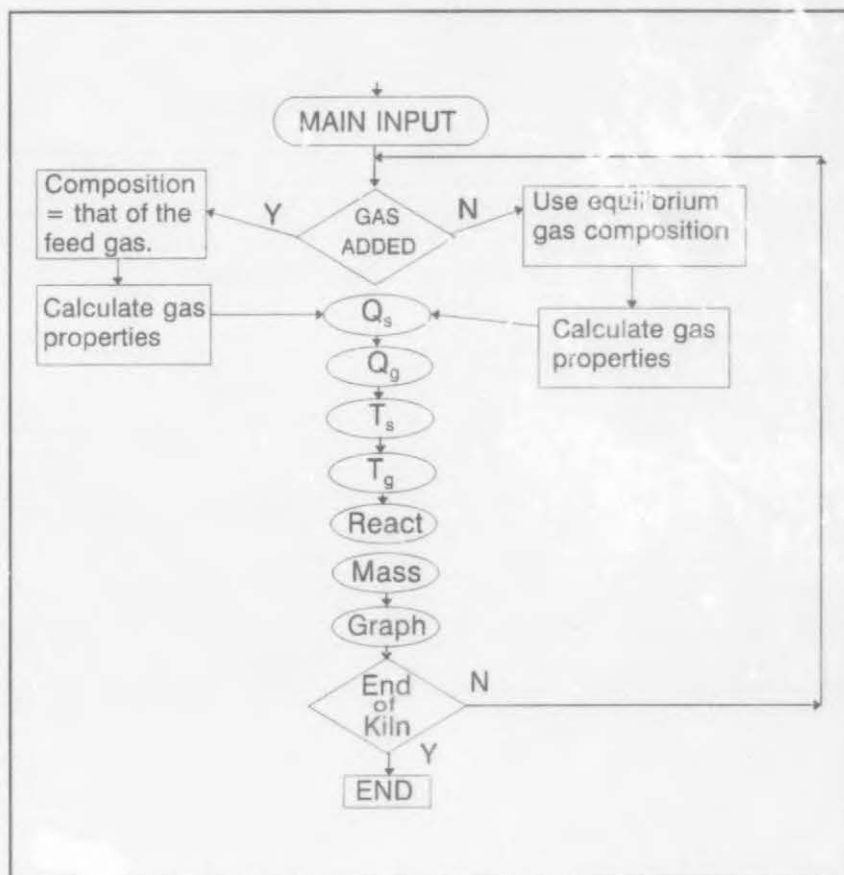 MAIN INPUT
Composition
= that of the
feed gas.
Y
GAS
ADDED
N
Use equilibrium
gas composition
Calculate gas
properties
Qs
Calculate gas
properties
Qg
Ts
Tg
React
Mass
Graph
End
of
Kiln
N
Y
END